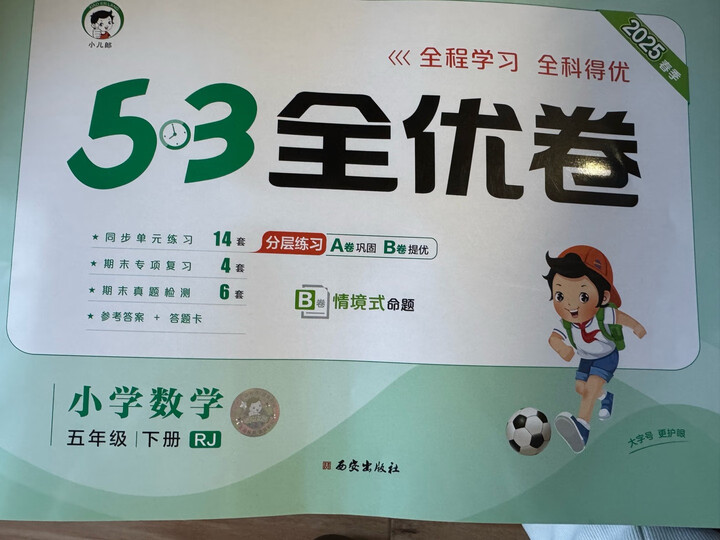 小儿郎
2025春季
<<< 全程学习 全科得优
53全优卷
★ 同步单元练习 14套
★ 期末专项复习 4套
★ 期末真题检测 6套
★ 参考答案 + 答题卡
分层练习 A卷巩固 B卷提优
B卷 情境式命题
小学数学
五年级 下册 RJ
大字号 更护眼
西安出版社